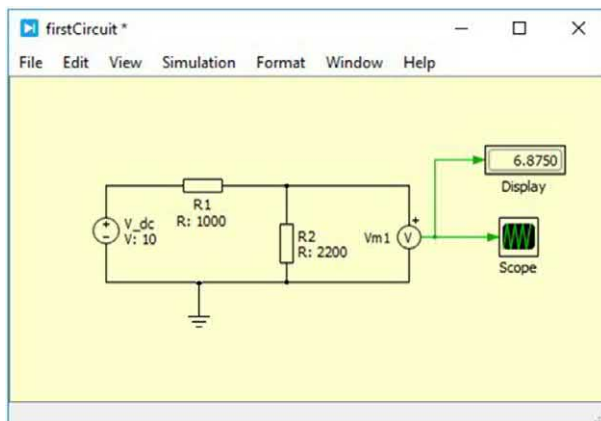 firstCircuit *
File Edit View Simulation Format Window Help
6.8750
Display
R1
R: 1000
V_dc
V: 10
R2
R: 2200
Vm1
V
Scope